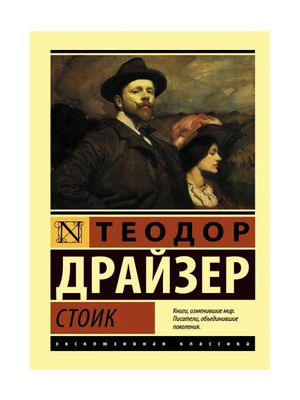 ТЕОДОР
ДРАЙЗЕР
СТОИК
Книги, изменившие мир.
Писатели, объединившие
поколения.
эксклюзивная классика